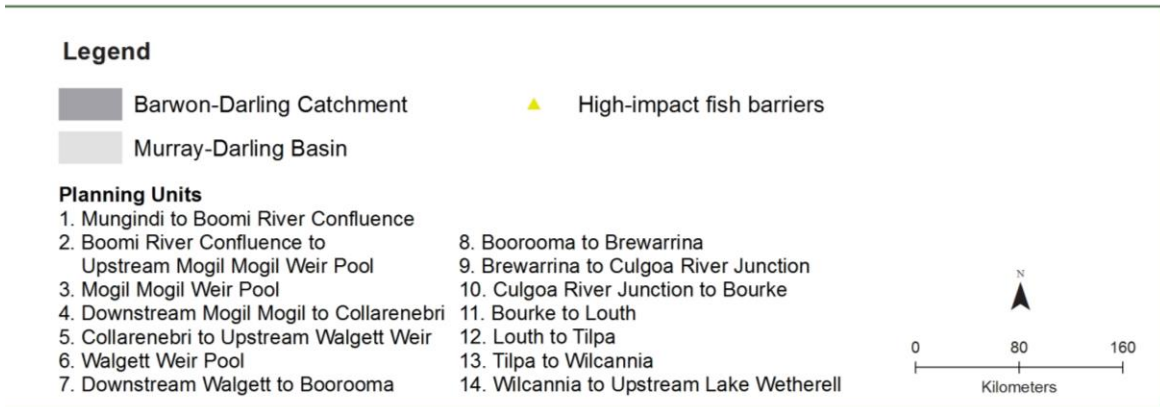 Legend
Barwon-Darling Catchment
High-impact fish barriers
Murray-Darling Basin
Planning Units
1. Mungindi to Boomi River Confluence
2. Boomi River Confluence to
Upstream Mogil Mogil Weir Pool
3. Mogil Mogil Weir Pool
4. Downstream Mogil Mogil to Collarenebri
5. Collarenebri to Upstream Walgett Weir
6. Walgett Weir Pool
7. Downstream Walgett to Boorooma
8. Boorooma to Brewarrina
9. Brewarrina to Culgoa River Junction
10. Culgoa River Junction to Bourke
11. Bourke to Louth
12. Louth to Tilpa
13. Tilpa to Wilcannia
14. Wilcannia to Upstream Lake Wetherell
N
0 80 160
Kilometers